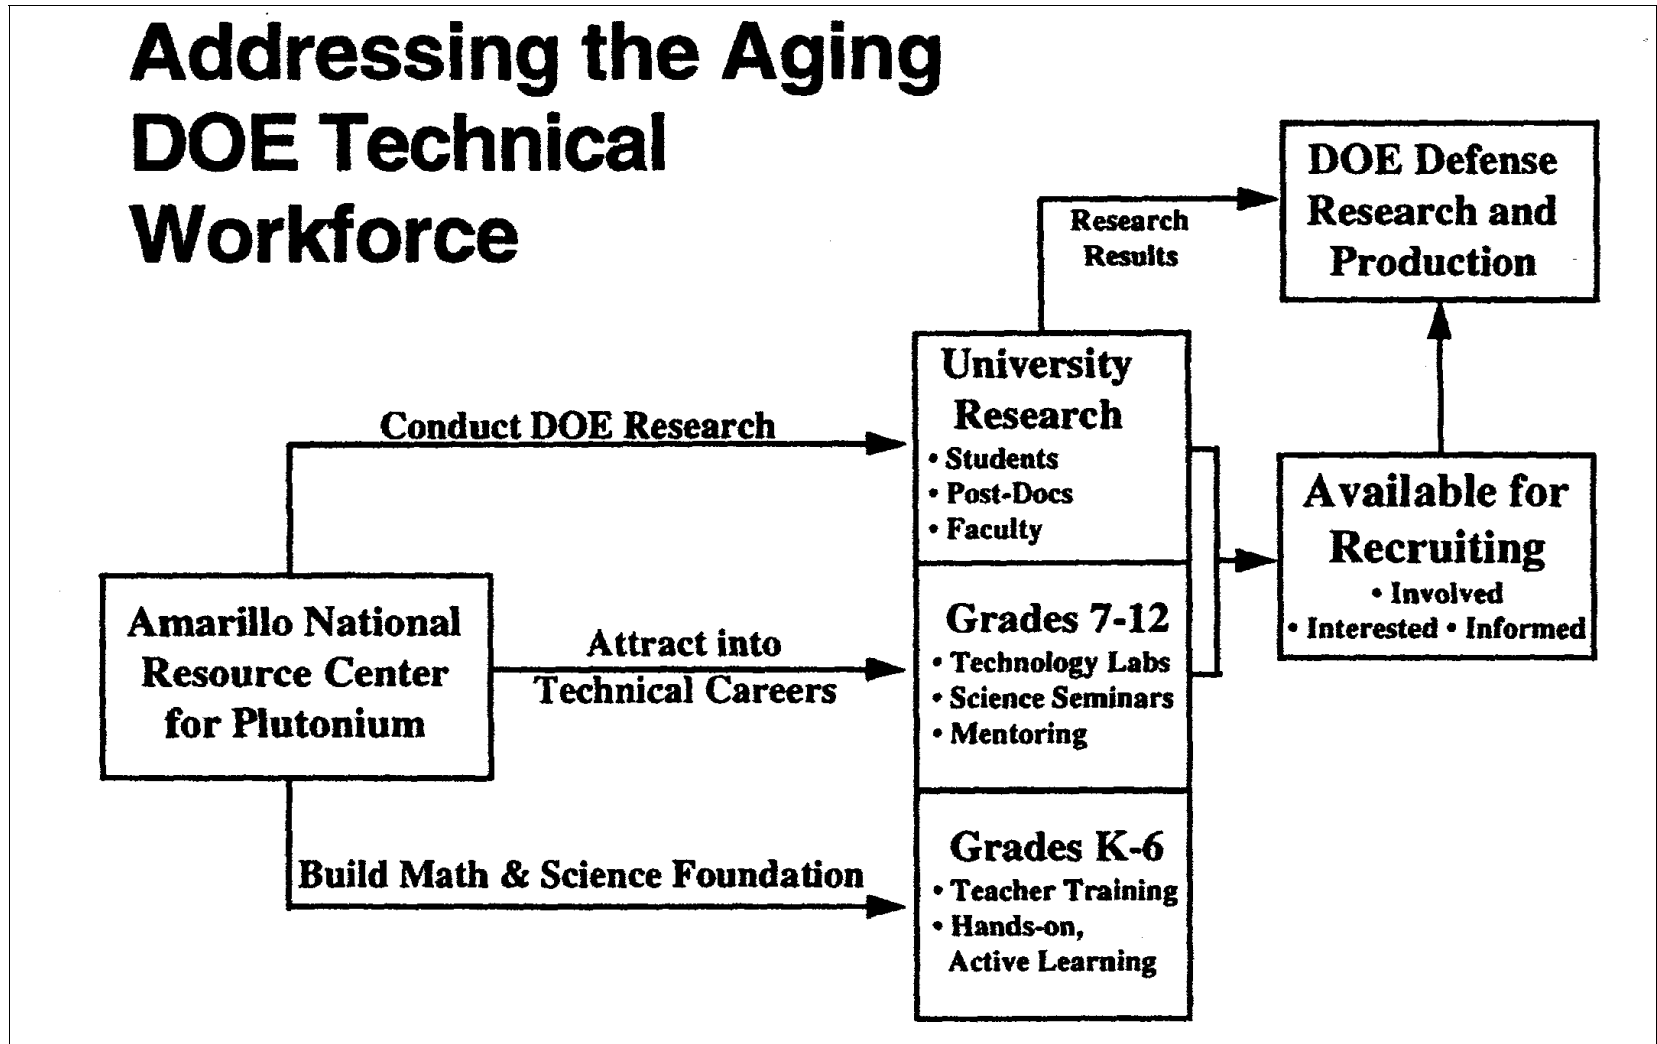 Addressing the Aging
DOE Technical
Workforce
DOE Defense
Research and
Production
Research
Results
University
Research
• Students
• Post-Docs
• Faculty
Conduct DOE Research
Available for
Recruiting
• Involved
• Interested • Informed
Amarillo National
Resource Center
for Plutonium
Attract into
Technical Careers
Grades 7-12
• Technology Labs
• Science Seminars
• Mentoring
Build Math & Science Foundation
Grades K-6
• Teacher Training
• Hands-on,
Active Learning